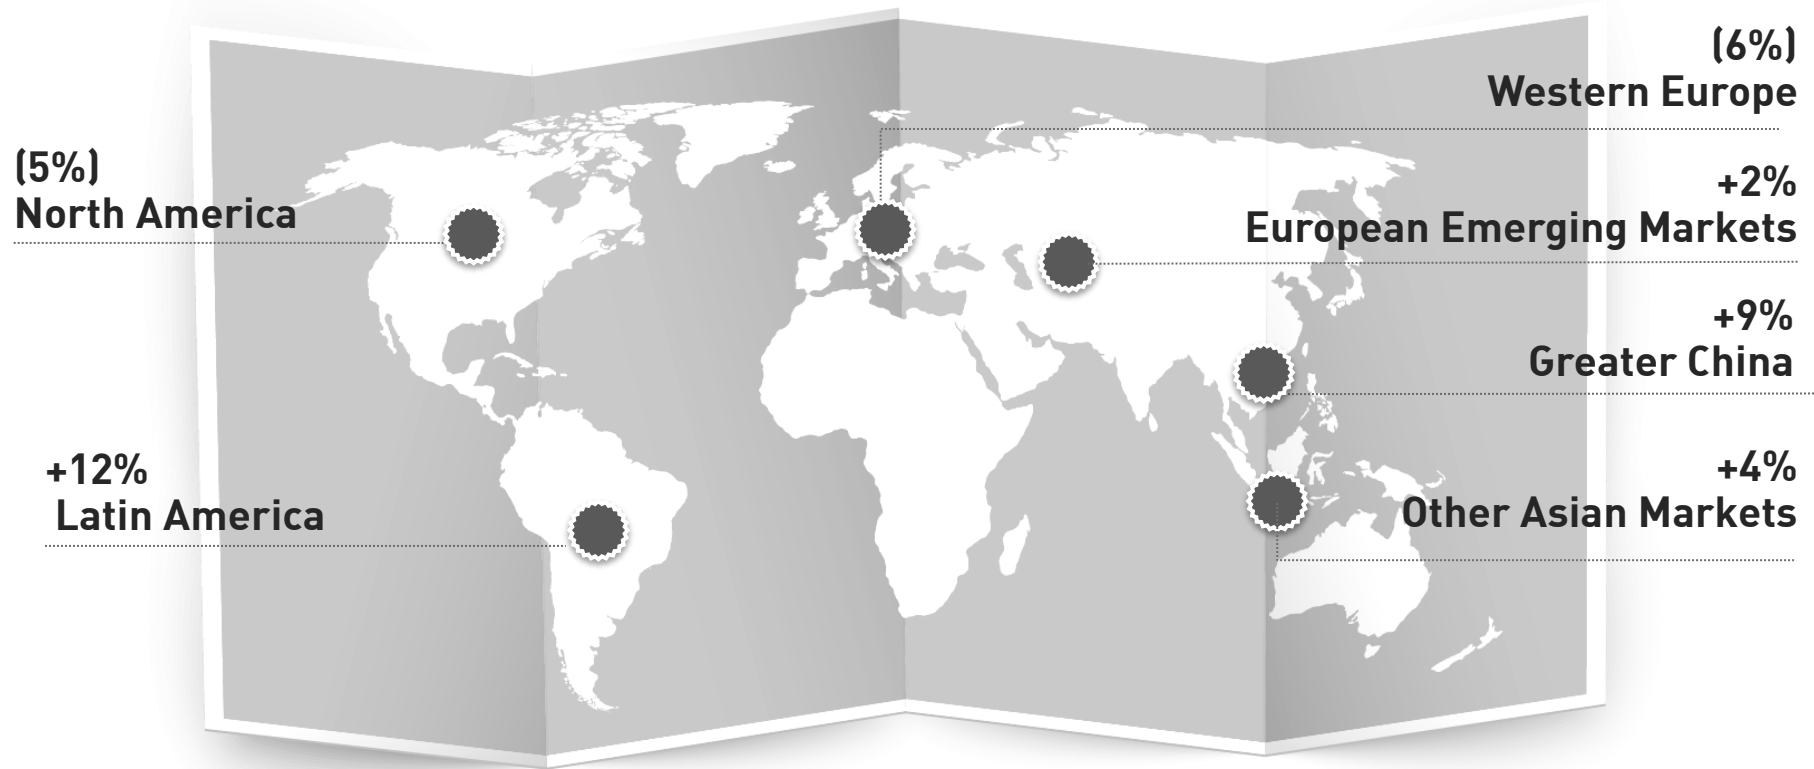 (5%)
North America
+12%
Latin America
(6%)
Western Europe
+2%
European Emerging Markets
+9%
Greater China
+4%
Other Asian Markets